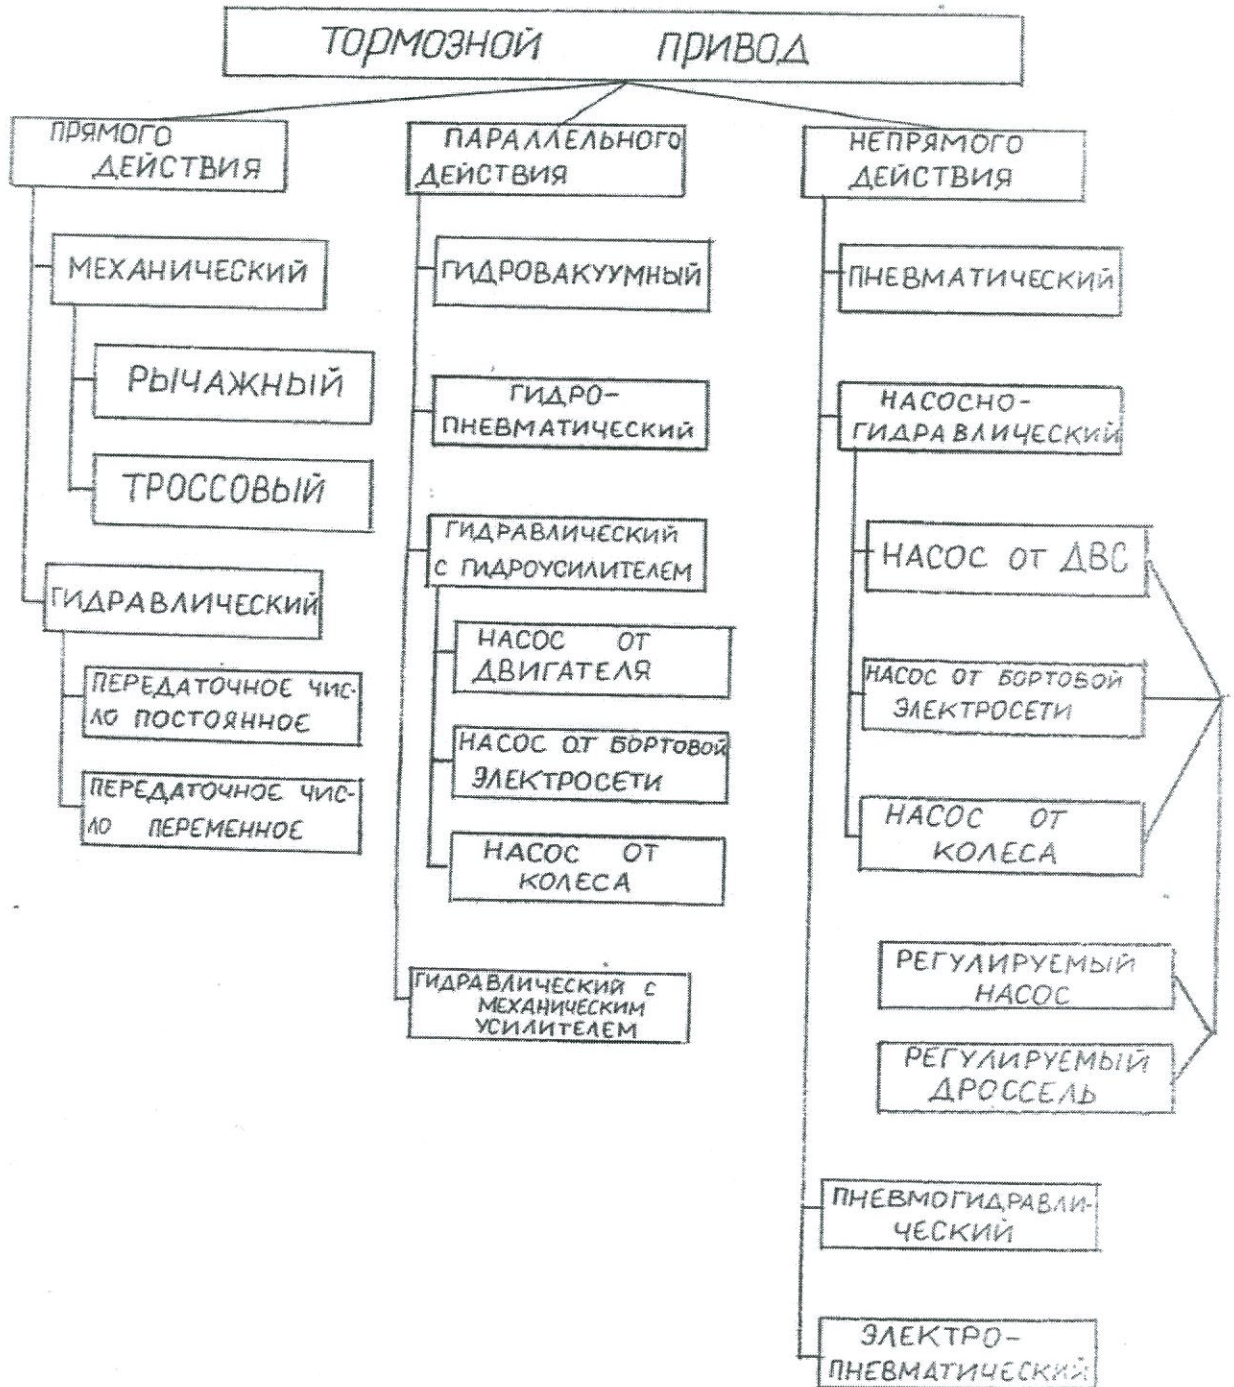 ТОРМОЗНОЙ ПРИВОД
ПРЯМОГО
ДЕЙСТВИЯ
МЕХАНИЧЕСКИЙ
РЫЧАЖНЫЙ
ТРОССОВЫЙ
ГИДРАВЛИЧЕСКИЙ
ПЕРЕДАТОЧНОЕ ЧИС-
ЛО ПОСТОЯННОЕ
ПЕРЕДАТОЧНОЕ ЧИС-
ЛО ПЕРЕМЕННОЕ
ПАРАЛЛЕЛЬНОГО
ДЕЙСТВИЯ
ГИДРОВАКУУМНЫЙ
ГИДРО-
ПНЕВМАТИЧЕСКИЙ
ГИДРАВЛИЧЕСКИЙ
С ГИДРОУСИЛИТЕЛЕМ
НАСОС ОТ
ДВИГАТЕЛЯ
НАСОС ОТ БОРТОВОЙ
ЭЛЕКТРОСЕТИ
НАСОС ОТ
КОЛЕСА
ГИДРАВЛИЧЕСКИЙ С
МЕХАНИЧЕСКИМ
УСИЛИТЕЛЕМ
НЕПРЯМОГО
ДЕЙСТВИЯ
ПНЕВМАТИЧЕСКИЙ
НАСОСНО-
ГИДРАВЛИЧЕСКИЙ
НАСОС ОТ ДВС
НАСОС ОТ БОРТОВОЙ
ЭЛЕКТРОСЕТИ
НАСОС ОТ
КОЛЕСА
РЕГУЛИРУЕМЫЙ
НАСОС
РЕГУЛИРУЕМЫЙ
ДРОССЕЛЬ
ПНЕВМОГИДРАВЛИ-
ЧЕСКИЙ
ЭЛЕКТРО-
ПНЕВМАТИЧЕСКИЙ